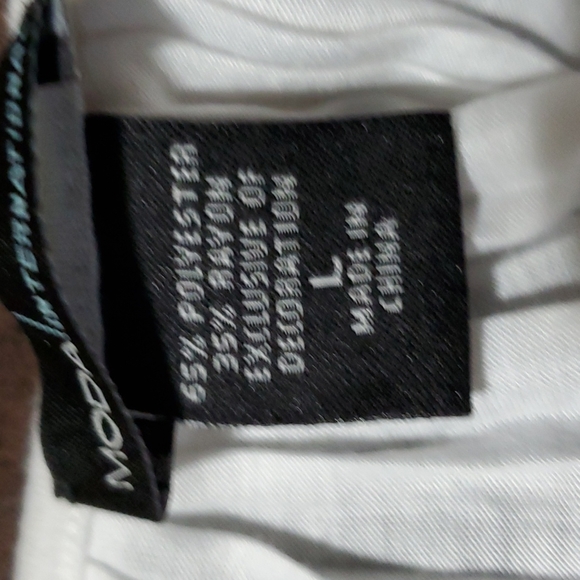 MODA INTERNATIONAL
65% POLYESTER
35% RAYON
EXCLUSIVE OF
DECORATION
L
MADE IN
CHINA